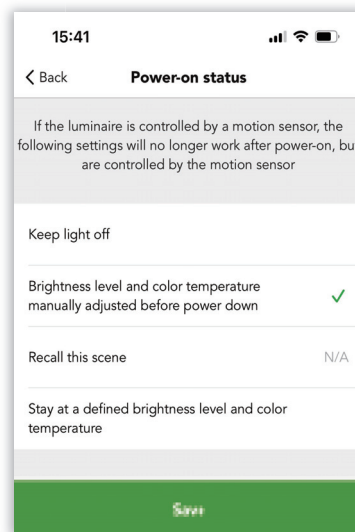 15:41
Back Power-on status
If the luminaire is controlled by a motion sensor, the
following settings will no longer work after power-on, bu
are controlled by the motion sensor
Keep light off
Brightness level and color temperature
manually adjusted before power down
Recall this scene N/A
Stay at a defined brightness level and color
temperature